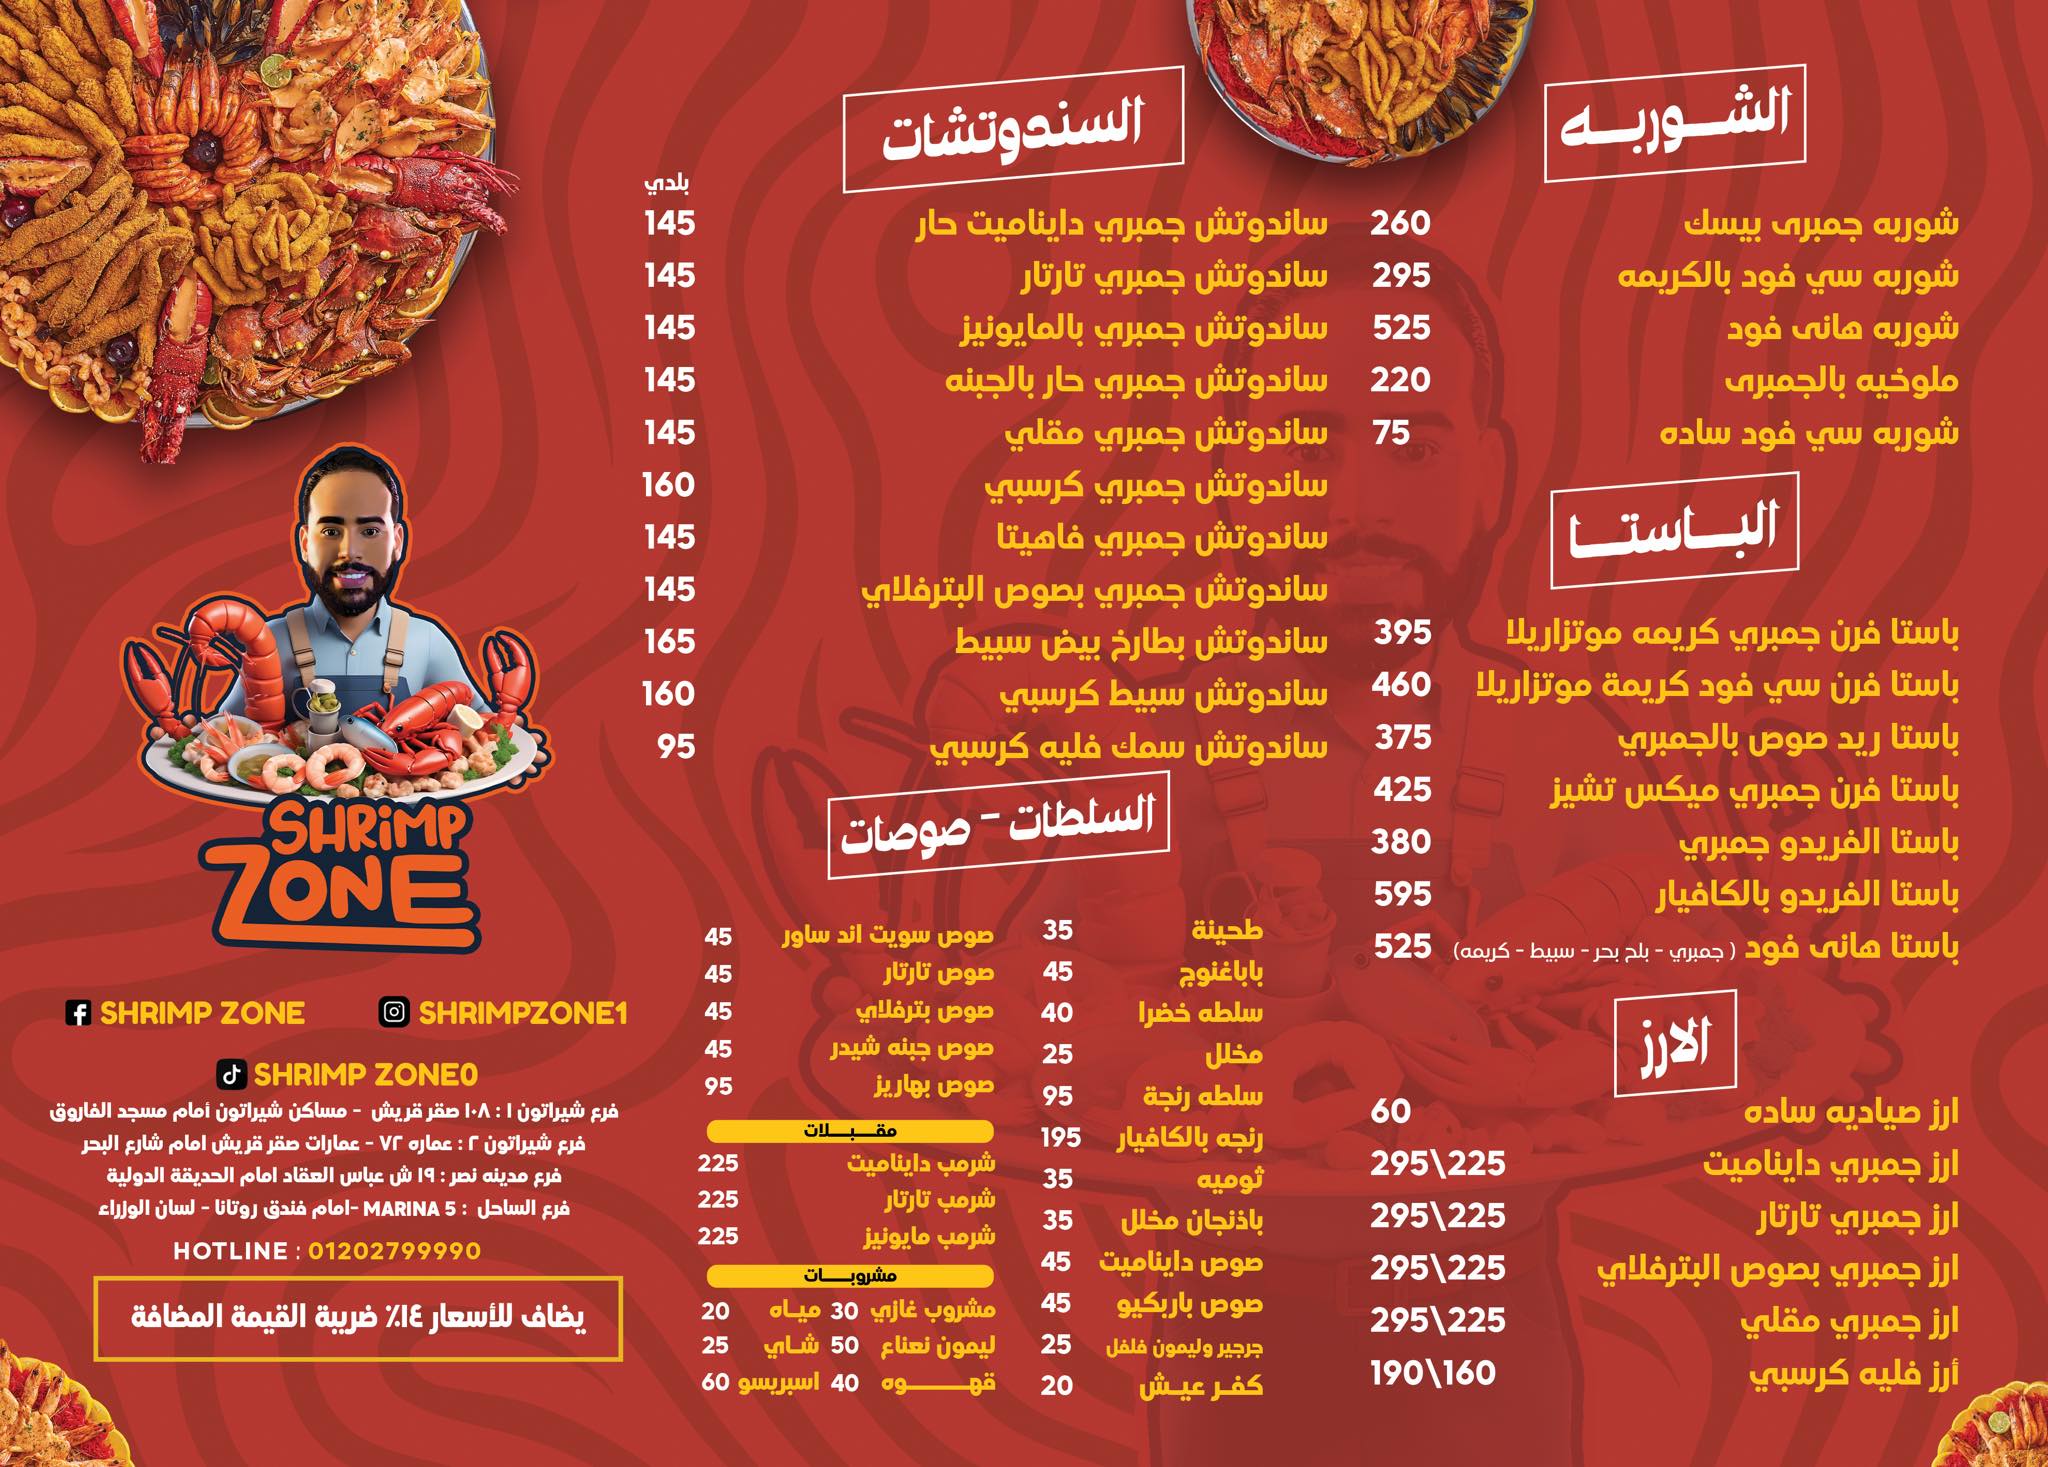 الشوربه
شوربه جمبرى بيسك 260
شوربه سي فود بالكريمه 295
شوربه هانى فود 525
ملوخيه بالجمبرى 220
شوربه سي فود ساده 75
الباستا
باستا فرن جمبري كريمه موتزاريلا 395
باستا فرن سي فود كريمة موتزاريلا 460
باستا ريد صوص بالجمبري 375
باستا فرن جمبري ميكس تشيز 425
باستا الفريدو جمبري 380
باستا الفريدو بالكافيار 595
باستا هانى فود ( جمبري - بلح بحر - سبيط - كريمه) 525
الارز
ارز صياديه ساده 60
ارز جمبري دايناميت 295\225
ارز جمبري تارتار 295\225
ارز جمبري بصوص البترفلاي 295\225
ارز جمبري مقلي 295\225
أرز فليه كرسبي 190\160
السندوتشات
بلدي
ساندوتش جمبري دايناميت حار 145
ساندوتش جمبري تارتار 145
ساندوتش جمبري بالمايونيز 145
ساندوتش جمبري حار بالجبنه 145
ساندوتش جمبري مقلي 145
ساندوتش جمبري كرسبي 160
ساندوتش جمبري فاهيتا 145
ساندوتش جمبري بصوص البترفلاي 145
ساندوتش بطارخ بيض سبيط 165
ساندوتش سبيط كرسبي 160
ساندوتش سمك فليه كرسبي 95
السلطات - صوصات
طحينة 35
باباغنوج 45
سلطه خضرا 40
مخلل 25
سلطه رنجة 95
رنجه بالكافيار 195
ثوميه 35
باذنجان مخلل 35
صوص دايناميت 45
صوص باربكيو 45
جرجير وليمون فلفل 25
كفر عيش 20
صوص سويت اند ساور 45
صوص تارتار 45
صوص بترفلاي 45
صوص جبنه شيدر 45
صوص بهاريز 95
مقبلات
شرمب دايناميت 225
شرمب تارتار 225
شرمب مايونيز 225
مشروبات
مشروب غازي 30 مياه 20
ليمون نعناع 50 شاي 25
قهوه 40 اسبريسو 60
SHRIMP
ZONE
SHRIMP ZONE
SHRIMPZONE1
SHRIMP ZONE0
فرع شيراتون ١ : ١٠٨ صقر قريش - مساكن شيراتون أمام مسجد الفاروق
فرع شيراتون ٢ : عماره ٧٢ - عمارات صقر قريش امام شارع البحر
فرع مدينه نصر : ١٩ ش عباس العقاد امام الحديقة الدولية
فرع الساحل : MARINA 5 -امام فندق روتانا - لسان الوزراء
HOTLINE : 01202799990
يضاف للأسعار ١٤٪ ضريبة القيمة المضافة